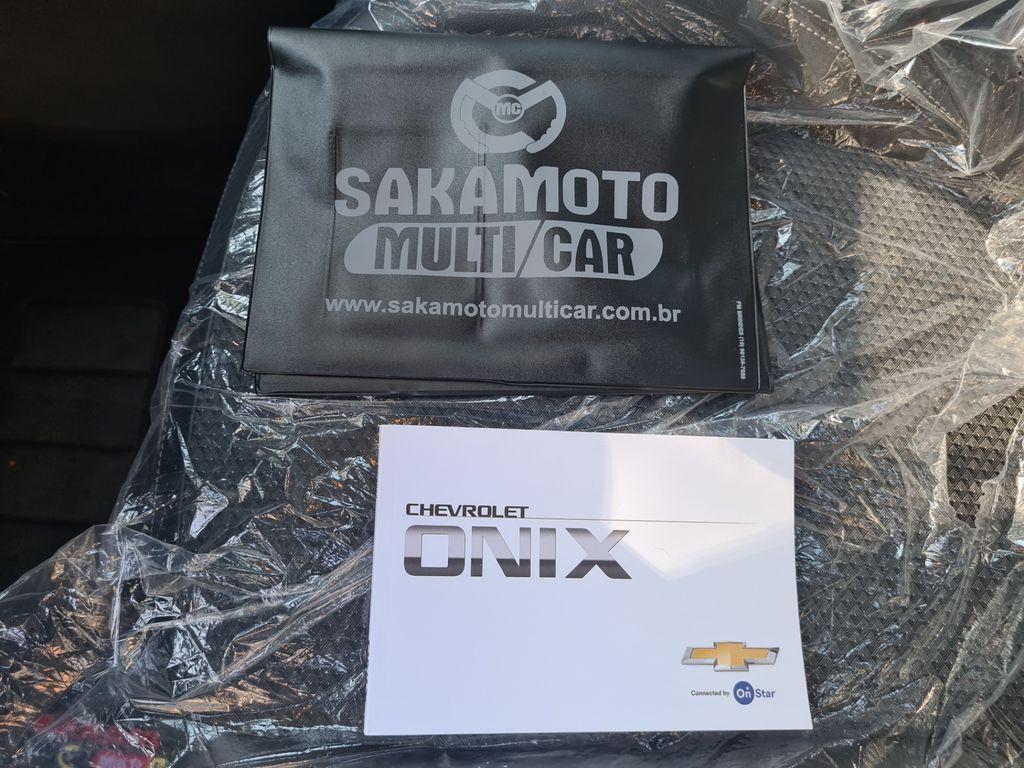 MC
SAKAMOTO
MULTI/CAR
www.sakamotomulticar.com.br
CHEVROLET
ONIX
Connected by OnStar